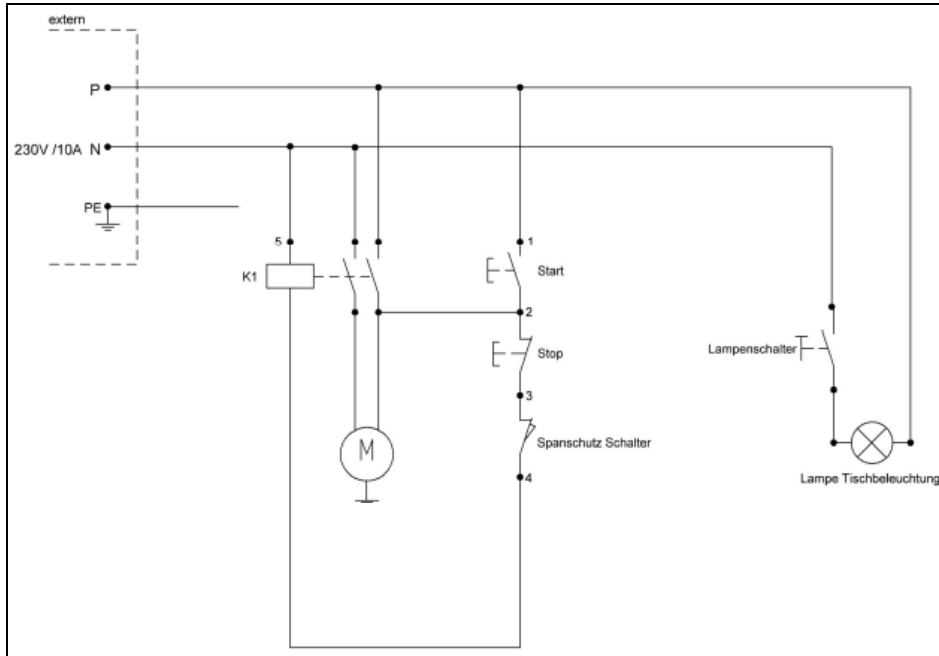 extern
P
230V /10A N
PE
5
K1
1
Start
2
Stop
3
Spanschutz Schalter
4
M
Lampenschalter
Lampe Tischbeleuchtung